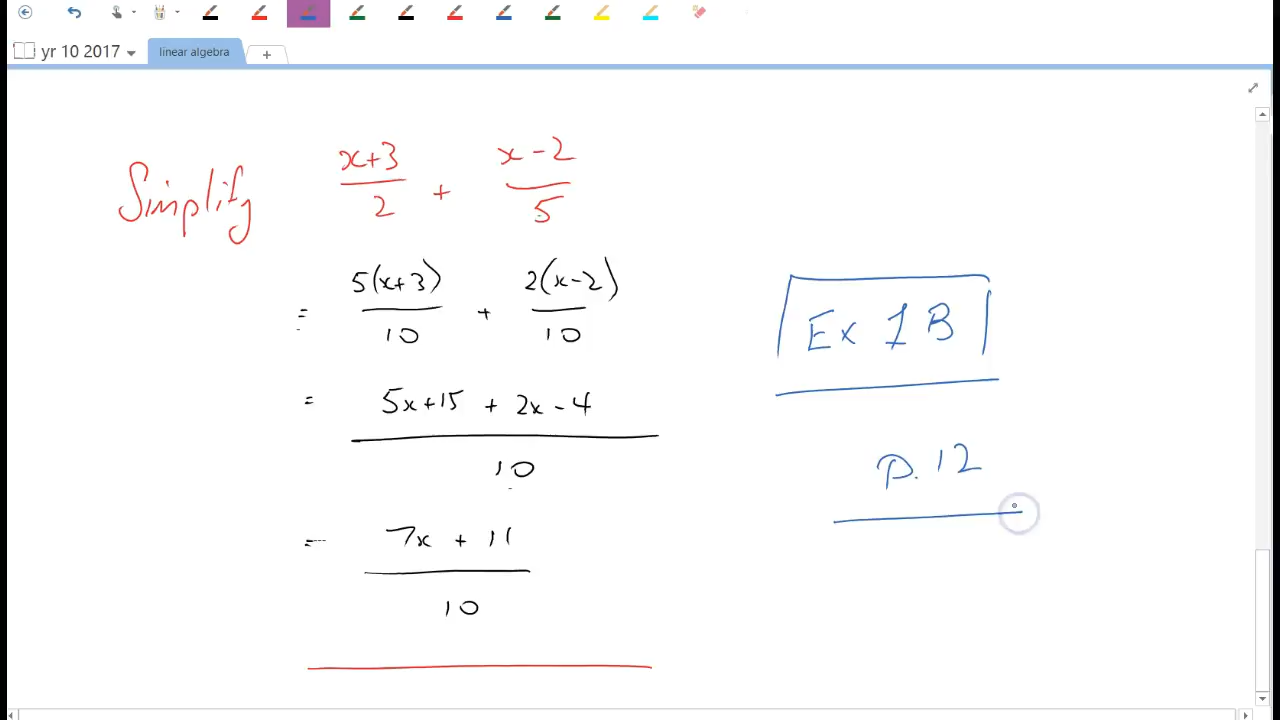 yr 10 2017
linear algebra
Simplify x+3/2 + x-2/5
= 5(x+3)/10 + 2(x-2)/10
= 5x+15 + 2x-4/10
= 7x + 11/10
Ex 1B
p.12